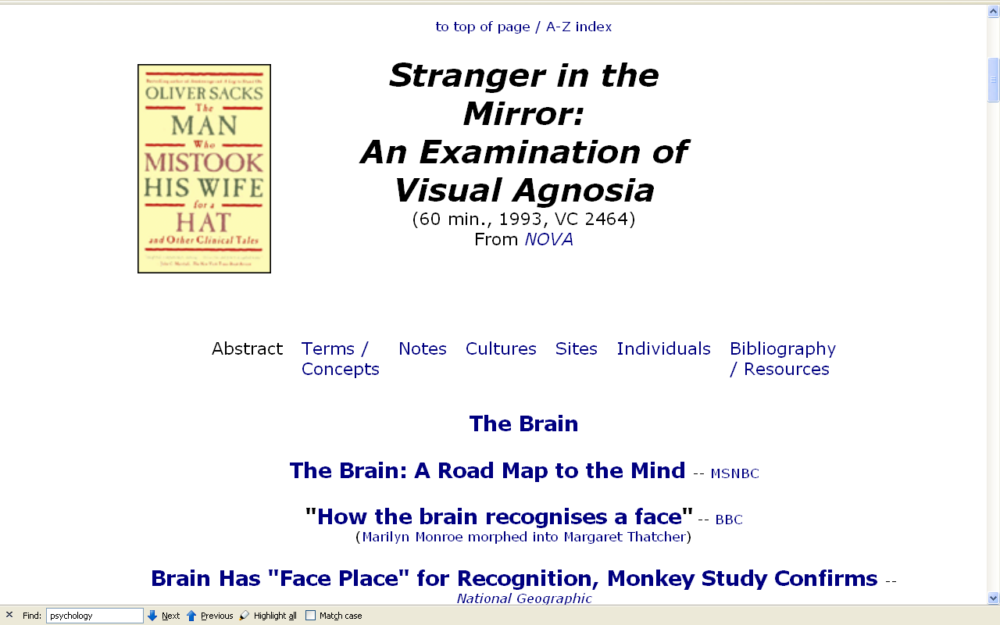 to top of page / A-Z index
OLIVER SACKS
The
MAN
Who
MISTOOK
HIS WIFE
for a
HAT
and Other Clinical Tales
Stranger in the
Mirror:
An Examination of
Visual Agnosia
(60 min., 1993, VC 2464)
From NOVA
Abstract Terms / Notes Cultures Sites Individuals Bibliography
Concepts / Resources
The Brain
The Brain: A Road Map to the Mind -- MSNBC
"How the brain recognises a face" -- BBC
(Marilyn Monroe morphed into Margaret Thatcher)
Brain Has "Face Place" for Recognition, Monkey Study Confirms --
National Geographic
Find: psychology Next Previous Highlight all Match case